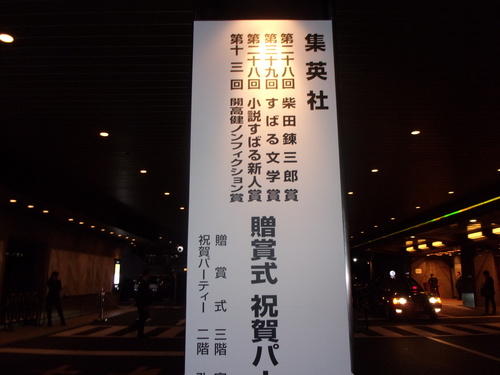 集英社
第二十八回 柴田錬三郎賞
第三十九回 すばる文学賞
第二十八回 小説すばる新人賞
第十三回 開高健ノンフィクション賞
贈賞式 祝賀パ
贈賞式 三階
祝賀パーティー 二階